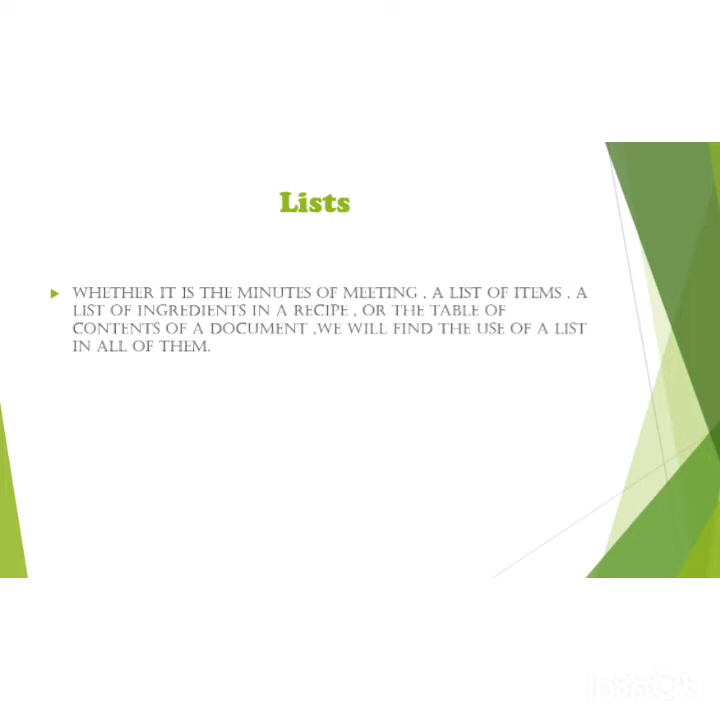 Lists
WHETHER IT IS THE MINUTES OF MEETING , A LIST OF ITEMS , A
LIST OF INGREDIENTS IN A RECIPE , OR THE TABLE OF
CONTENTS OF A DOCUMENT ,WE WILL FIND THE USE OF A LIST
IN ALL OF THEM.